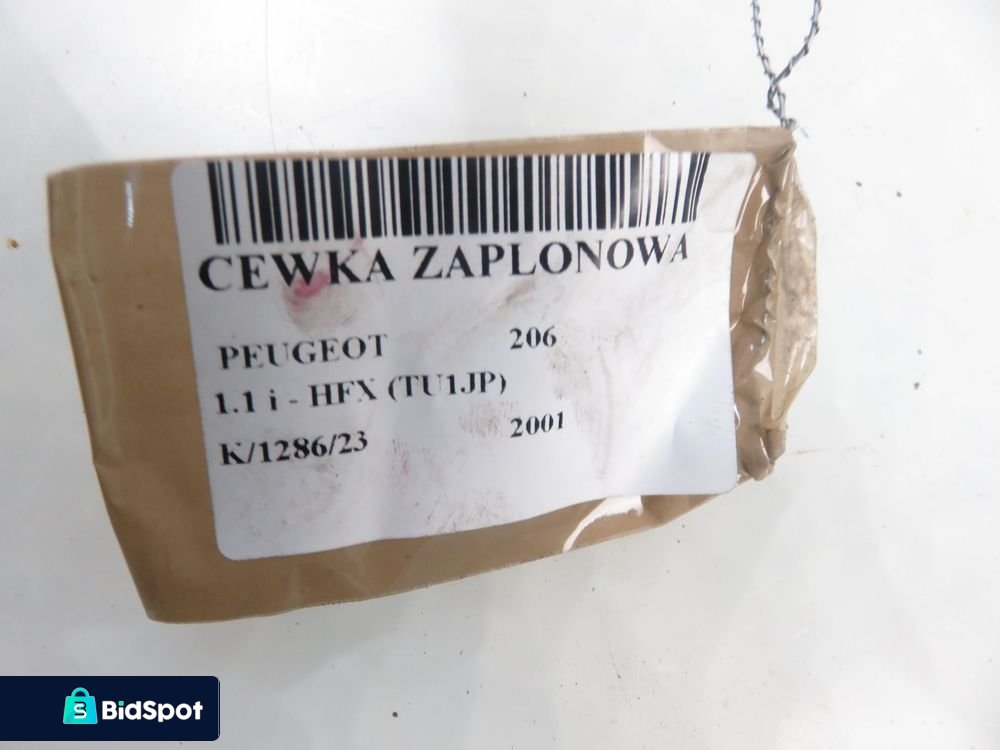 CEWKA ZAPLONOWA
PEUGEOT 206
1.1 i - HFX (TU1JP)
K/1286/23 2001
BidSpot